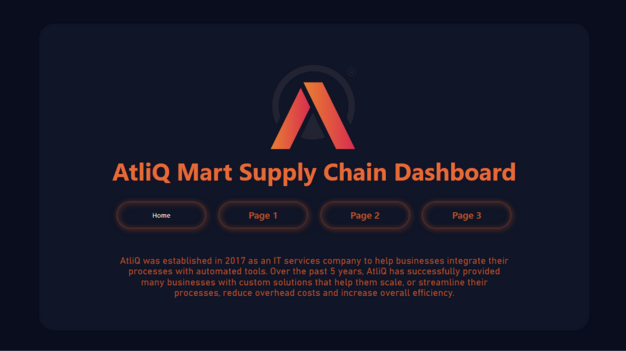 AtliQ Mart Supply Chain Dashboard
Home Page 1 Page 2 Page 3
AtliQ was established in 2017 as an IT services company to help businesses integrate their
processes with automated tools. Over the past 5 years, AtliQ has successfully provided
many businesses with custom solutions that help them scale, or streamline their
processes, reduce overhead costs and increase overall efficiency.